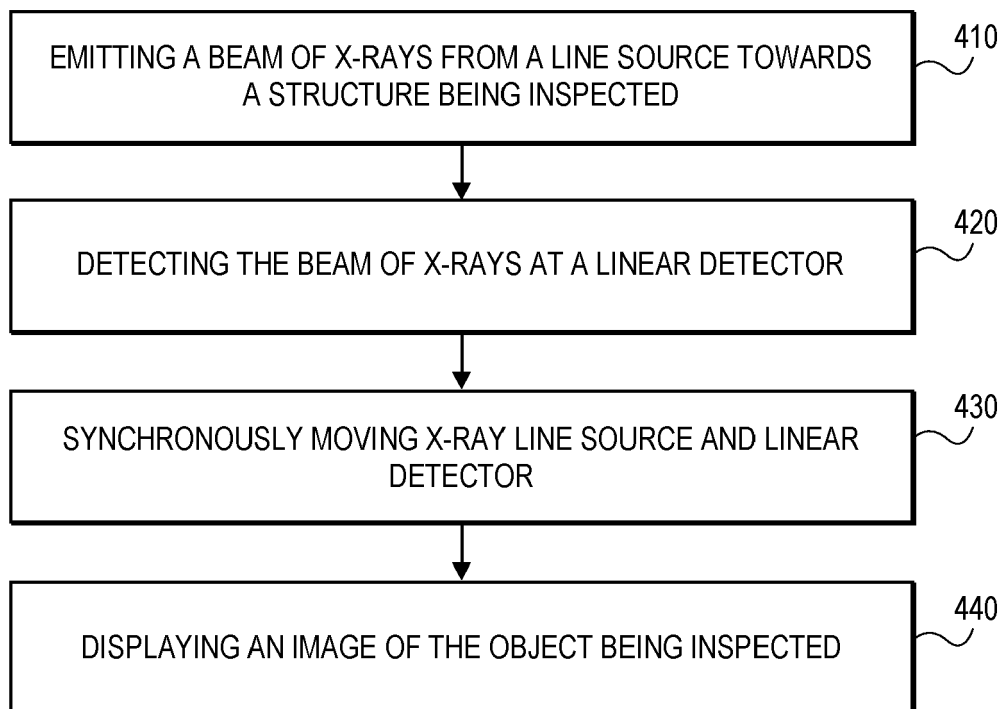 EMITTING A BEAM OF X-RAYS FROM A LINE SOURCE TOWARDS
A STRUCTURE BEING INSPECTED
410
DETECTING THE BEAM OF X-RAYS AT A LINEAR DETECTOR
420
SYNCHRONOUSLY MOVING X-RAY LINE SOURCE AND LINEAR
DETECTOR
430
DISPLAYING AN IMAGE OF THE OBJECT BEING INSPECTED
440